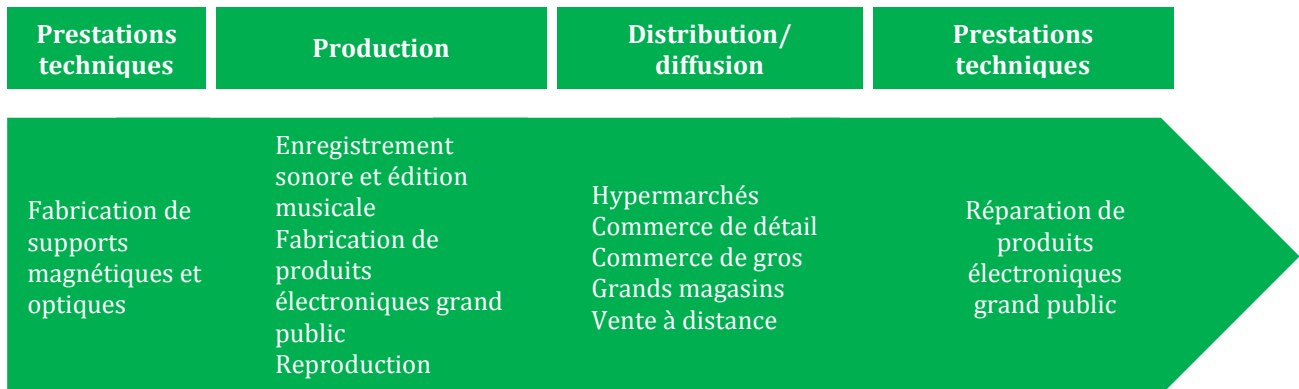 Prestations
techniques
Production
Distribution/
diffusion
Prestations
techniques
Fabrication de
supports
magnétiques et
optiques
Enregistrement
sonore et édition
musicale
Fabrication de
produits
électroniques grand
public
Reproduction
Hypermarchés
Commerce de détail
Commerce de gros
Grands magasins
Vente à distance
Réparation de
produits
électroniques
grand public